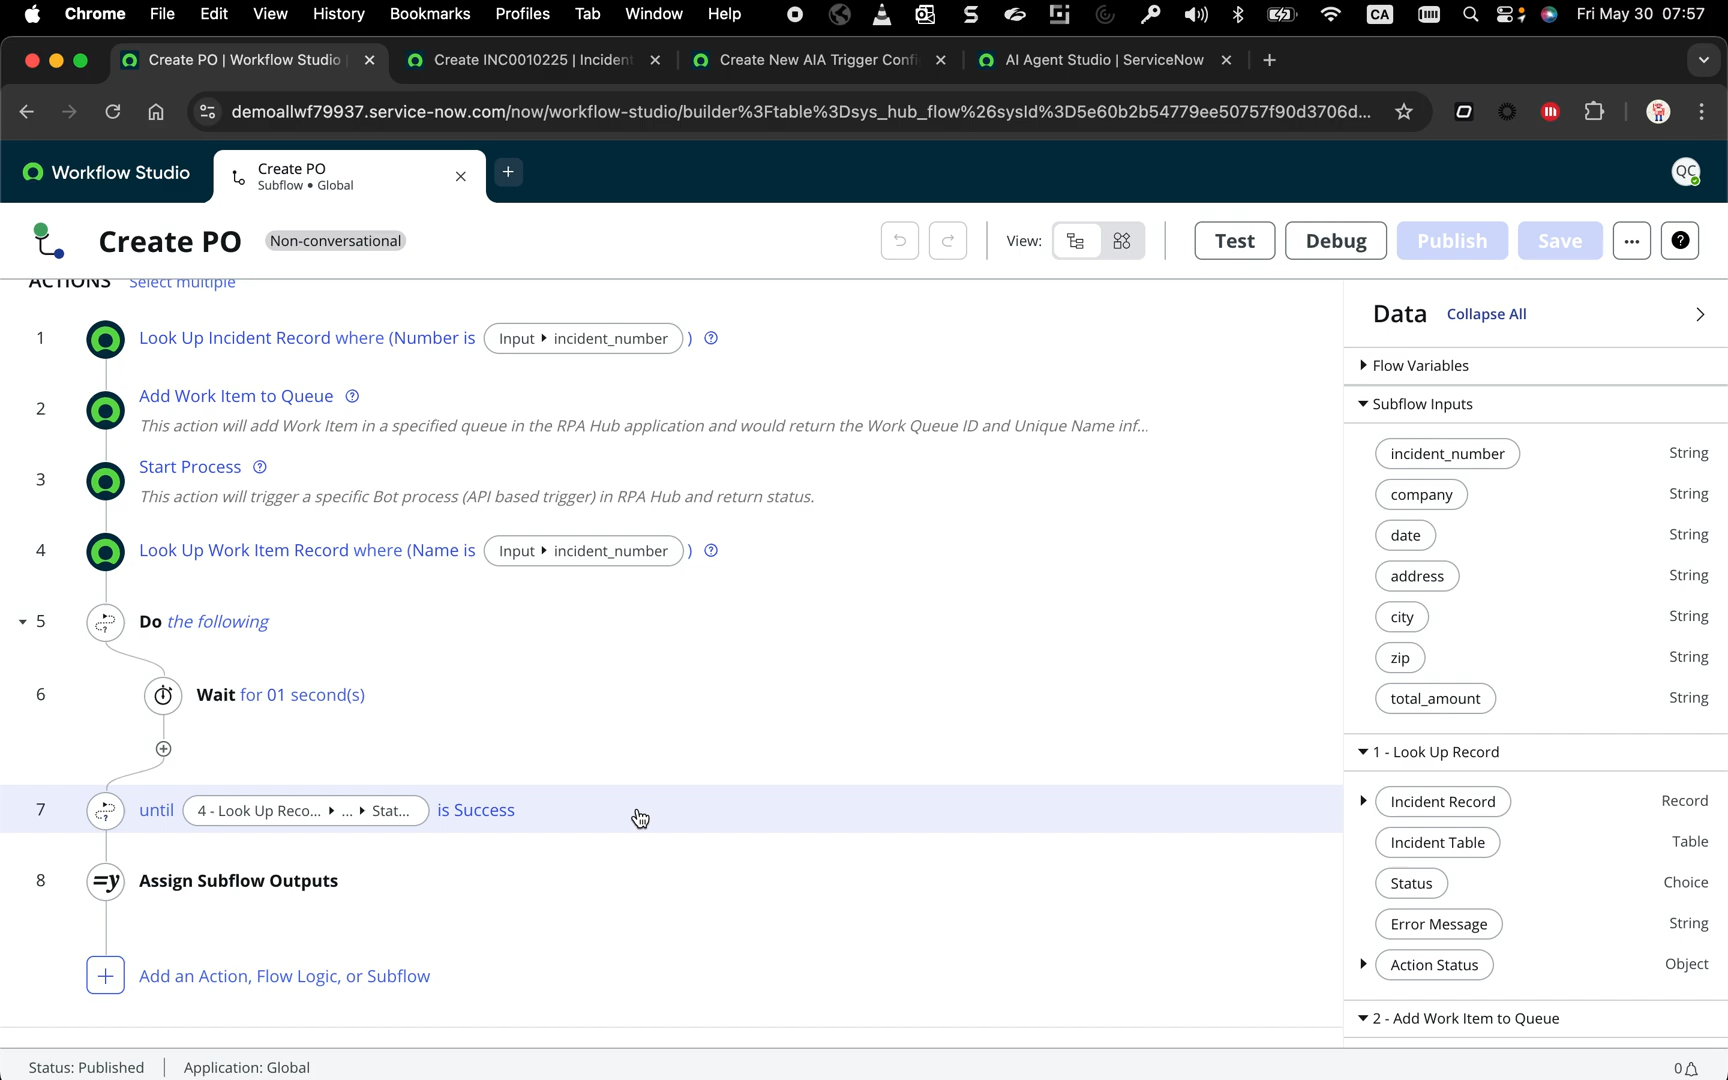 Chrome File Edit View History Bookmarks Profiles Tab Window Help CA Fri May 30 07:57
Create PO | Workflow Studio Create INC0010225 | Incident Create New AIA Trigger Confi AI Agent Studio | ServiceNow
demoallwf79937.service-now.com/now/workflow-studio/builder%3Ftable%3Dsys_hub_flow%26sysId%3D5e60b2b54779ee50757f90d3706d...
Workflow Studio
Create PO
Subflow • Global
QC
Create PO Non-conversational View: Test Debug Publish Save
ACTIONS Select multiple
1 Look Up Incident Record where (Number is Input ▸ incident_number )
2 Add Work Item to Queue
This action will add Work Item in a specified queue in the RPA Hub application and would return the Work Queue ID and Unique Name inf...
3 Start Process
This action will trigger a specific Bot process (API based trigger) in RPA Hub and return status.
4 Look Up Work Item Record where (Name is Input ▸ incident_number )
5 Do the following
6 Wait for 01 second(s)
7 until 4 - Look Up Reco... ▸ ... ▸ Stat... is Success
8 =y Assign Subflow Outputs
Add an Action, Flow Logic, or Subflow
Data Collapse All
Flow Variables
Subflow Inputs
incident_number String
company String
date String
address String
city String
zip String
total_amount String
1 - Look Up Record
Incident Record Record
Incident Table Table
Status Choice
Error Message String
Action Status Object
2 - Add Work Item to Queue
Status: Published Application: Global 0